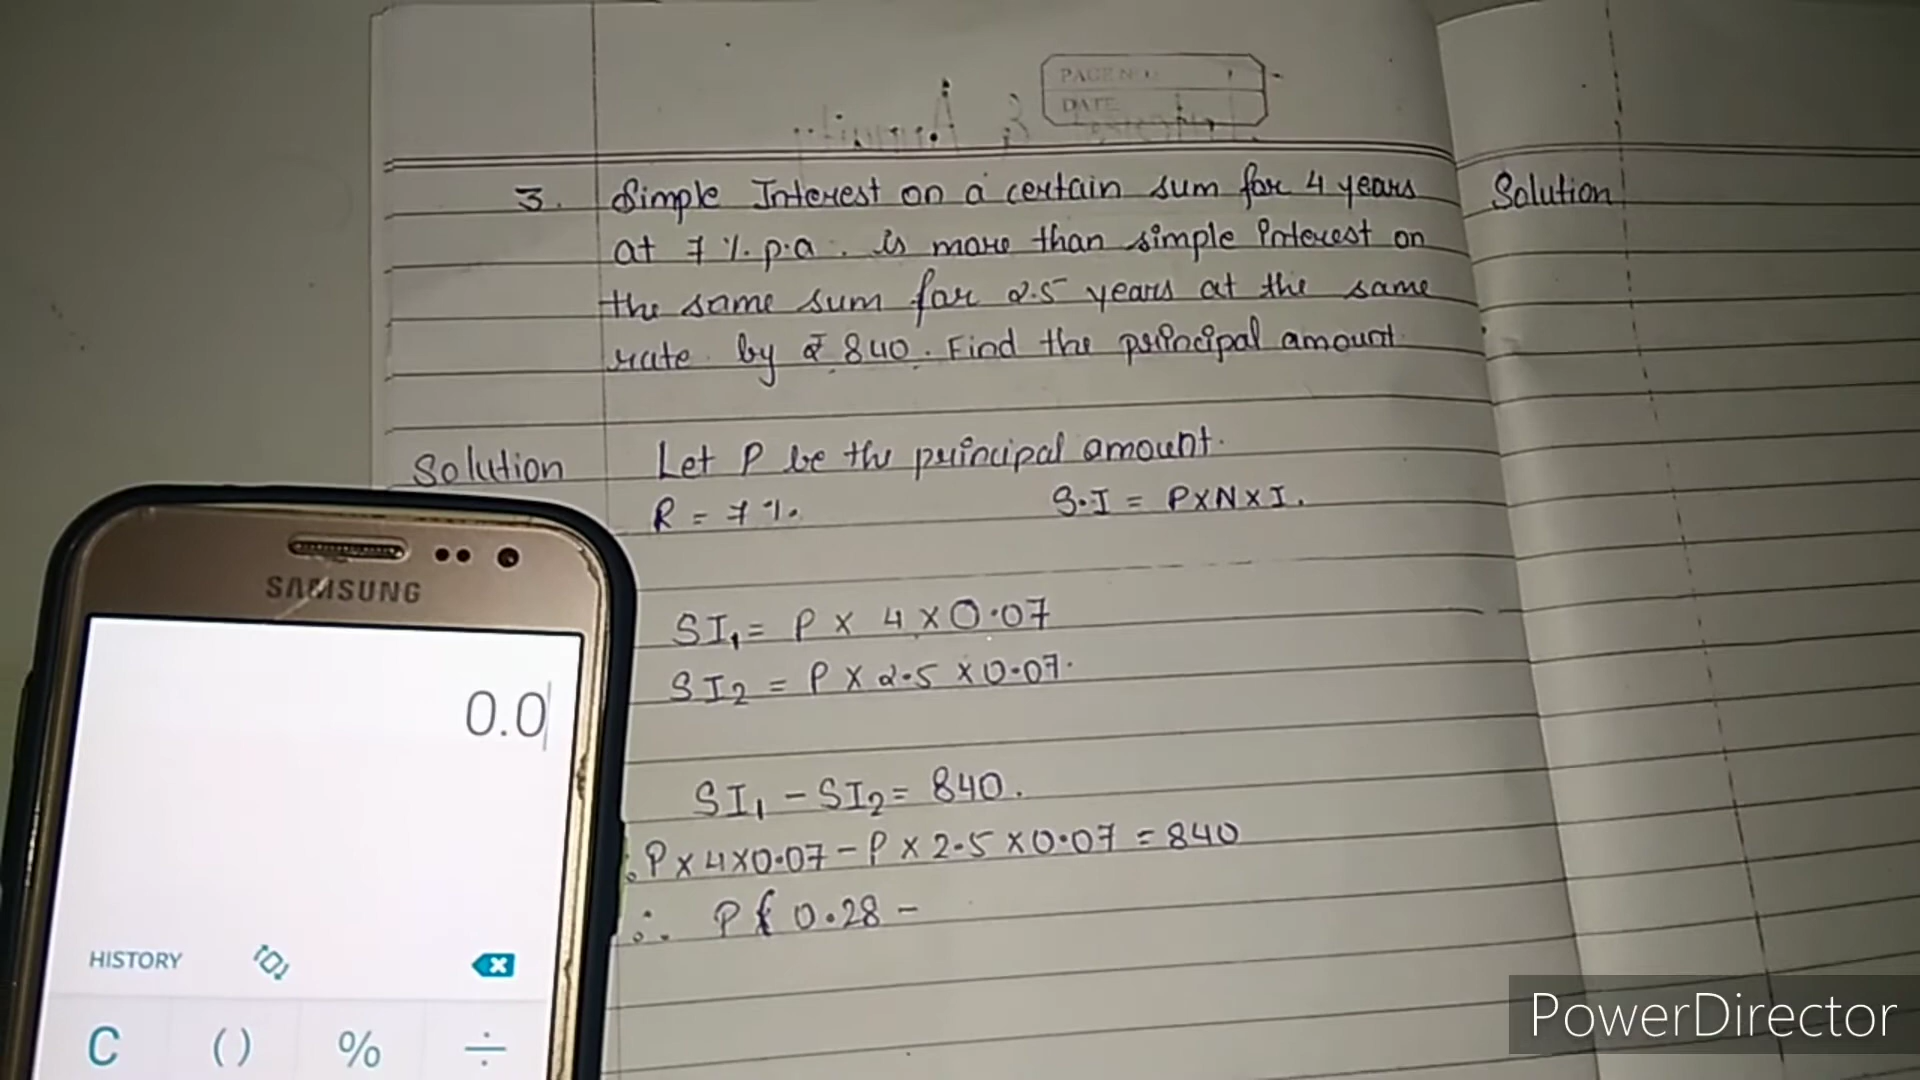 PAGE NO.
DATE
3. Simple Interest on a certain sum for 4 years
at 7 %. p.a. is more than simple interest on
the same sum for 2.5 years at the same
rate by ₹ 840. Find the principal amount
Solution
Solution Let P be the principal amount.
R = 7 %. S.I = P×N×I.
SI₁ = P × 4 × 0.07
SI₂ = P × 2.5 × 0.07.
SI₁ - SI₂ = 840.
P × 4×0.07 - P × 2.5 ×0.07 = 840
∴ P { 0.28 -
SAMSUNG
0.0
HISTORY
C ( ) % ÷
PowerDirector